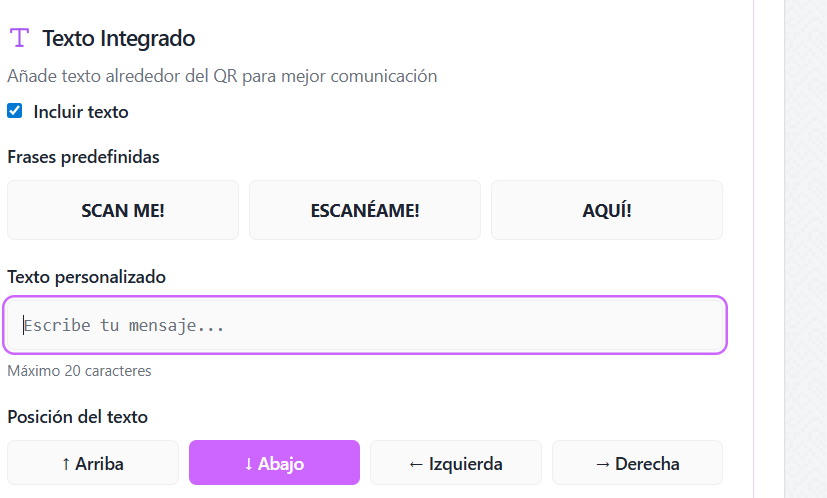 Texto Integrado
Añade texto alrededor del QR para mejor comunicación
Incluir texto
Frases predefinidas
SCAN ME!
ESCANÉAME!
AQUÍ!
Texto personalizado
Escribe tu mensaje...
Máximo 20 caracteres
Posición del texto
↑ Arriba
↓ Abajo
← Izquierda
→ Derecha